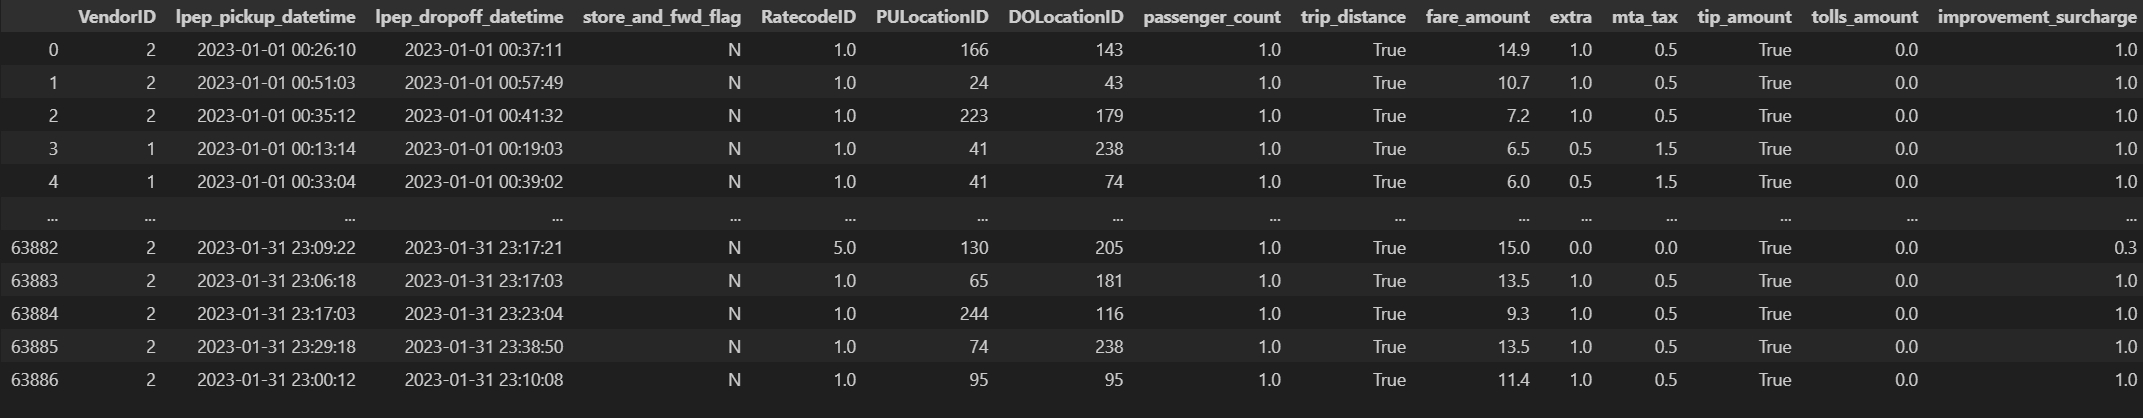 VendorID lpep_pickup_datetime lpep_dropoff_datetime store_and_fwd_flag RatecodeID PULocationID DOLocationID passenger_count trip_distance fare_amount extra mta_tax tip_amount tolls_amount improvement_surcharge
0 2 2023-01-01 00:26:10 2023-01-01 00:37:11 N 1.0 166 143 1.0 True 14.9 1.0 0.5 True 0.0 1.0
1 2 2023-01-01 00:51:03 2023-01-01 00:57:49 N 1.0 24 43 1.0 True 10.7 1.0 0.5 True 0.0 1.0
2 2 2023-01-01 00:35:12 2023-01-01 00:41:32 N 1.0 223 179 1.0 True 7.2 1.0 0.5 True 0.0 1.0
3 1 2023-01-01 00:13:14 2023-01-01 00:19:03 N 1.0 41 238 1.0 True 6.5 0.5 1.5 True 0.0 1.0
4 1 2023-01-01 00:33:04 2023-01-01 00:39:02 N 1.0 41 74 1.0 True 6.0 0.5 1.5 True 0.0 1.0
... ... ... ... ... ... ... ... ... ... ... ... ... ... ... ...
63882 2 2023-01-31 23:09:22 2023-01-31 23:17:21 N 5.0 130 205 1.0 True 15.0 0.0 0.0 True 0.0 0.3
63883 2 2023-01-31 23:06:18 2023-01-31 23:17:03 N 1.0 65 181 1.0 True 13.5 1.0 0.5 True 0.0 1.0
63884 2 2023-01-31 23:17:03 2023-01-31 23:23:04 N 1.0 244 116 1.0 True 9.3 1.0 0.5 True 0.0 1.0
63885 2 2023-01-31 23:29:18 2023-01-31 23:38:50 N 1.0 74 238 1.0 True 13.5 1.0 0.5 True 0.0 1.0
63886 2 2023-01-31 23:00:12 2023-01-31 23:10:08 N 1.0 95 95 1.0 True 11.4 1.0 0.5 True 0.0 1.0